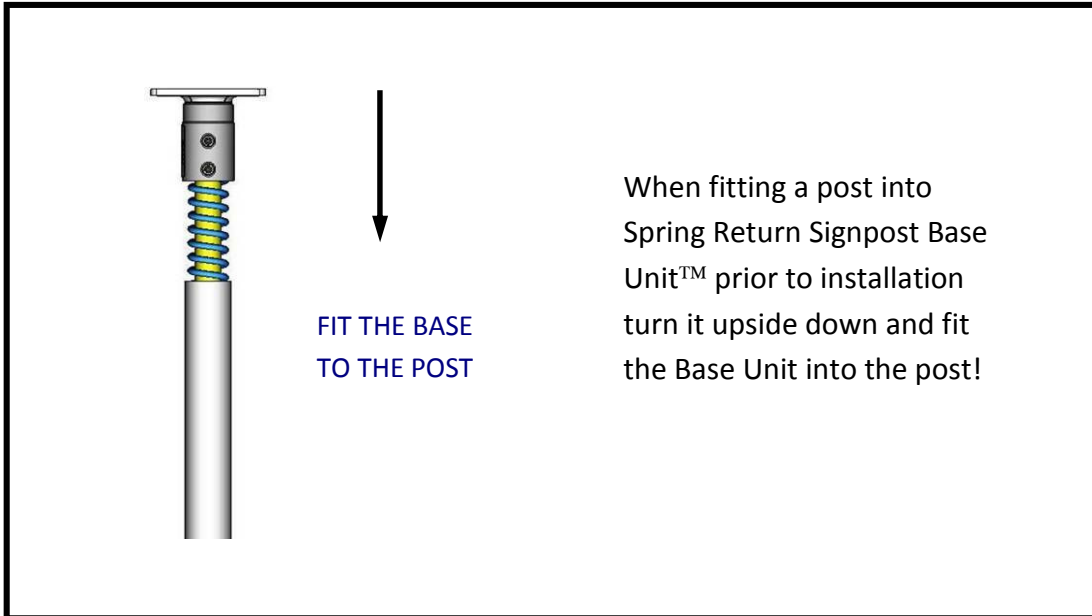 FIT THE BASE
TO THE POST
When fitting a post into
Spring Return Signpost Base
Unit™ prior to installation
turn it upside down and fit
the Base Unit into the post!